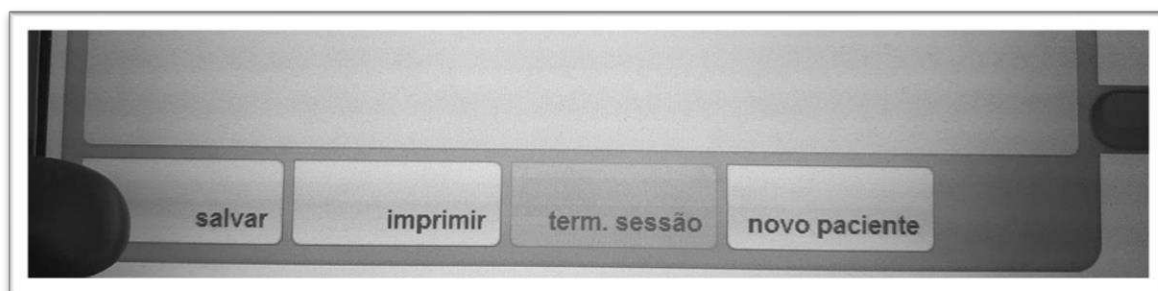 salvar
imprimir
term. sessão
novo paciente